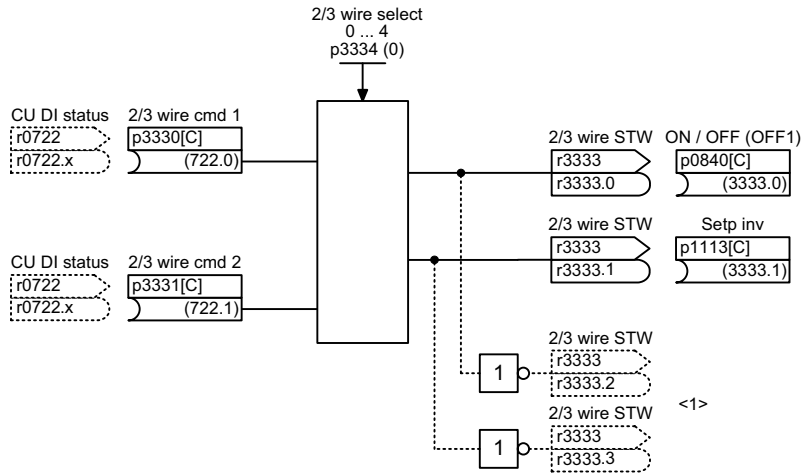 2/3 wire select
0 ... 4
p3334 (0)
CU DI status
r0722
r0722.x
2/3 wire cmd 1
p3330[C]
(722.0)
2/3 wire STW
r3333
r3333.0
ON / OFF (OFF1)
p0840[C]
(3333.0)
2/3 wire STW
r3333
r3333.1
Setp inv
p1113[C]
(3333.1)
CU DI status
r0722
r0722.x
2/3 wire cmd 2
p3331[C]
(722.1)
2/3 wire STW
1
r3333
r3333.2
<1>
2/3 wire STW
1
r3333
r3333.3